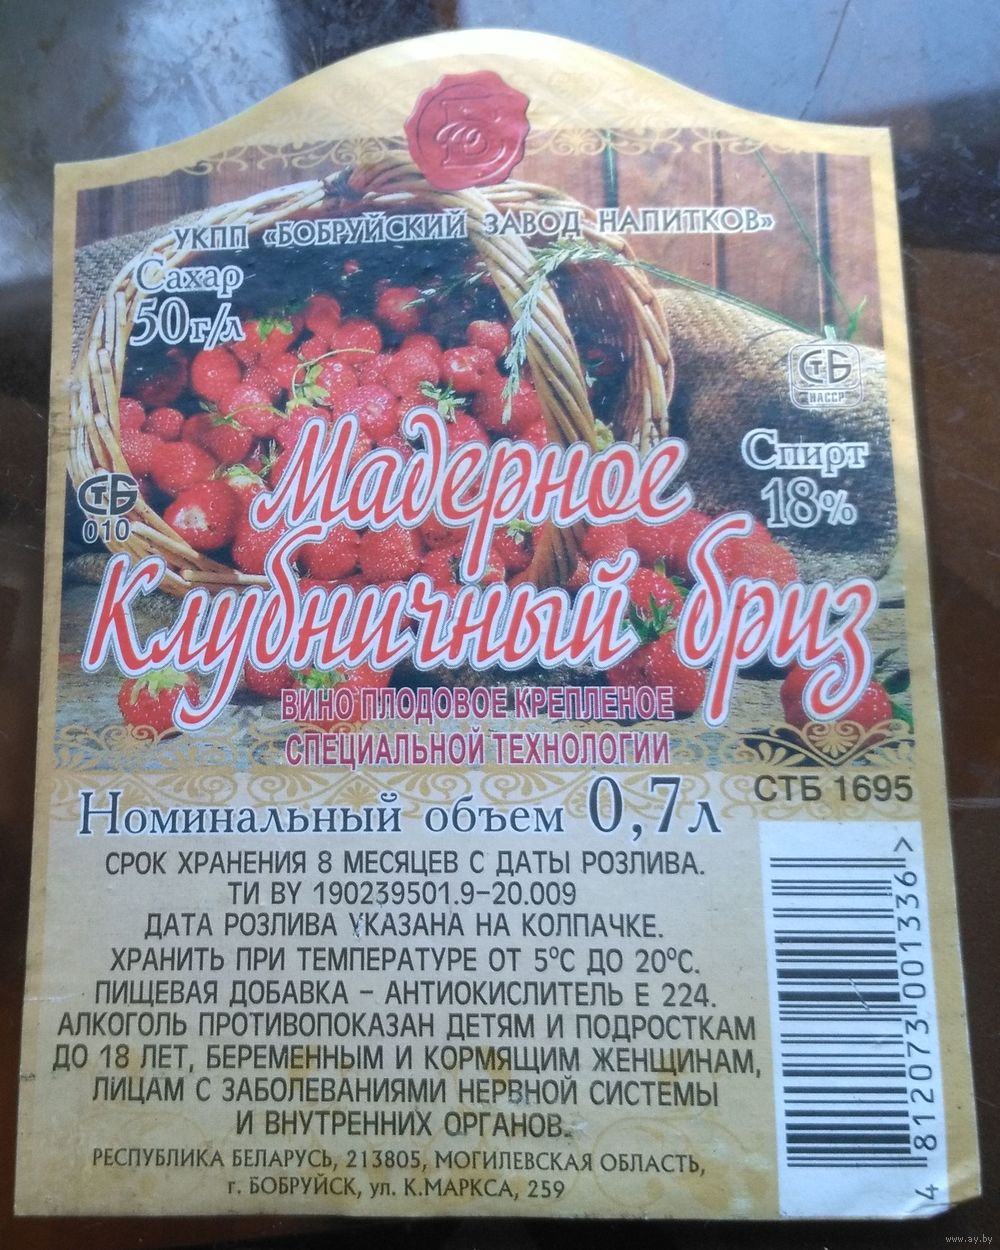 УКПП «БОБРУЙСКИЙ ЗАВОД НАПИТКОВ»
Сахар
50г/л
СТБ
НАССР
Спирт
18%
СТБ
010
Мадерное
Клубничный бриз
ВИНО ПЛОДОВОЕ КРЕПЛЕНОЕ
СПЕЦИАЛЬНОЙ ТЕХНОЛОГИИ
СТБ 1695
Номинальный объем 0,7л
СРОК ХРАНЕНИЯ 8 МЕСЯЦЕВ С ДАТЫ РОЗЛИВА.
ТИ BY 190239501.9-20.009
ДАТА РОЗЛИВА УКАЗАНА НА КОЛПАЧКЕ.
ХРАНИТЬ ПРИ ТЕМПЕРАТУРЕ ОТ 5°С ДО 20°С.
ПИЩЕВАЯ ДОБАВКА – АНТИОКИСЛИТЕЛЬ Е 224.
АЛКОГОЛЬ ПРОТИВОПОКАЗАН ДЕТЯМ И ПОДРОСТКАМ
ДО 18 ЛЕТ, БЕРЕМЕННЫМ И КОРМЯЩИМ ЖЕНЩИНАМ,
ЛИЦАМ С ЗАБОЛЕВАНИЯМИ НЕРВНОЙ СИСТЕМЫ
И ВНУТРЕННИХ ОРГАНОВ.
РЕСПУБЛИКА БЕЛАРУСЬ, 213805, МОГИЛЕВСКАЯ ОБЛАСТЬ,
г. БОБРУЙСК, ул. К.МАРКСА, 259
4 812073 001336 >
www.ay.by